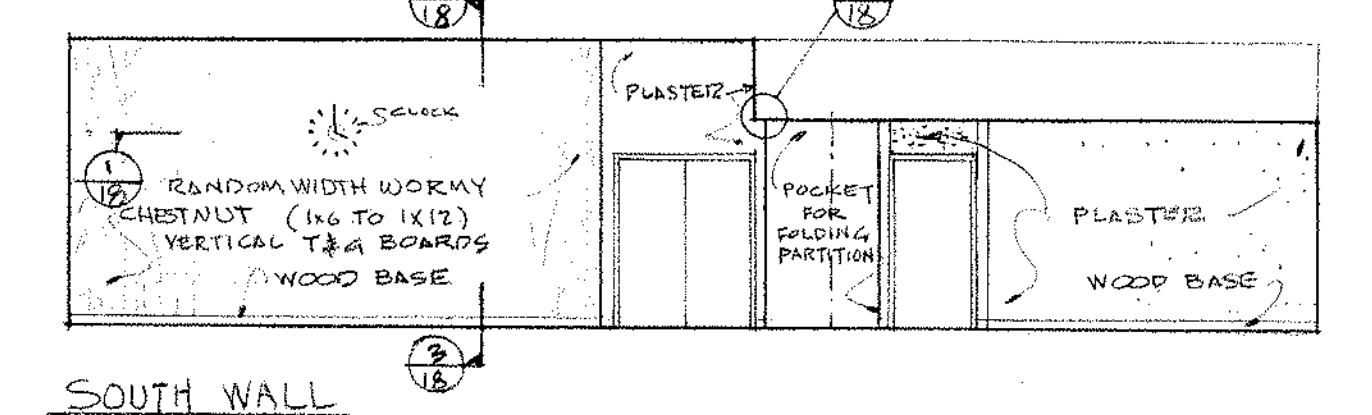 18
18
PLASTER
CLOCK
1
18
RANDOM WIDTH WORMY
CHESTNUT (1x6 TO 1X12)
VERTICAL T&G BOARDS
WOOD BASE
POCKET
FOR
FOLDING
PARTITION
PLASTER
WOOD BASE
3
18
SOUTH WALL